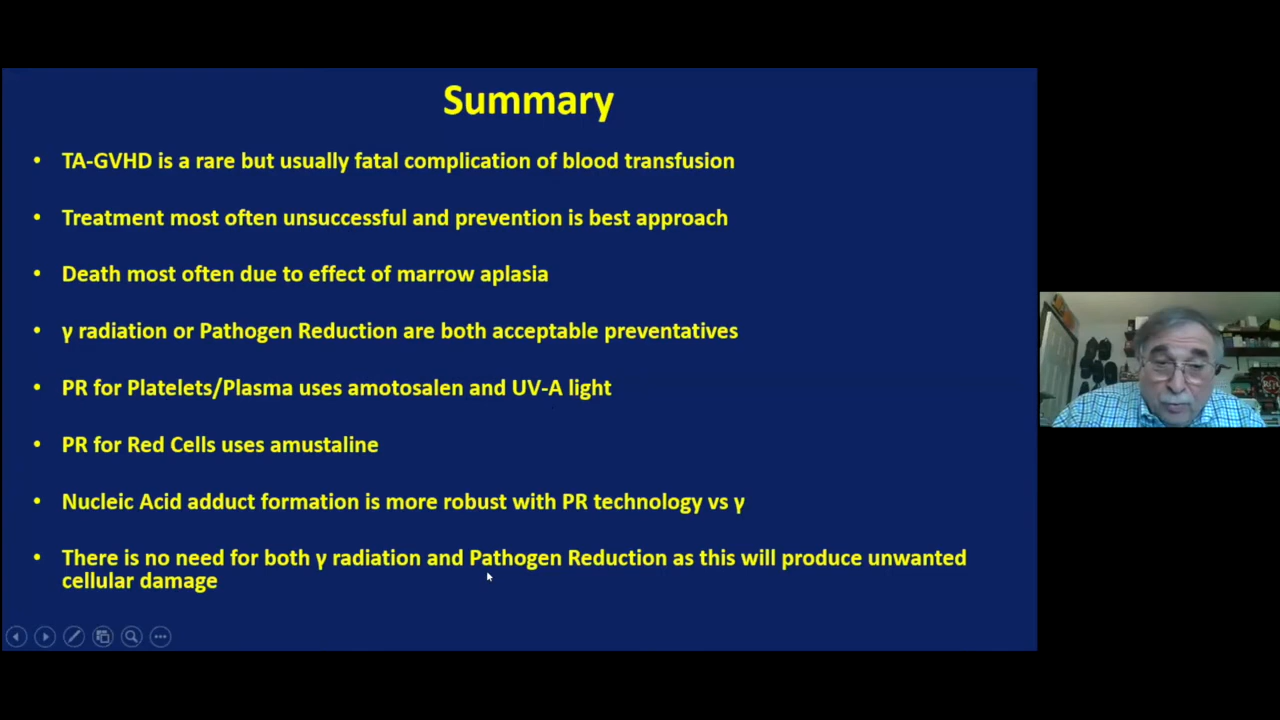 Summary
• TA-GVHD is a rare but usually fatal complication of blood transfusion
• Treatment most often unsuccessful and prevention is best approach
• Death most often due to effect of marrow aplasia
• γ radiation or Pathogen Reduction are both acceptable preventatives
• PR for Platelets/Plasma uses amotosalen and UV-A light
• PR for Red Cells uses amustaline
• Nucleic Acid adduct formation is more robust with PR technology vs γ
• There is no need for both γ radiation and Pathogen Reduction as this will produce unwanted
cellular damage